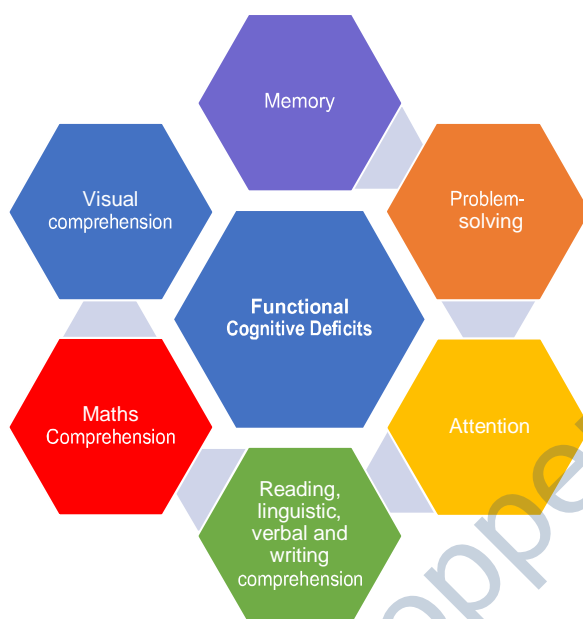 Memory
Visual
comprehension
Problem-
solving
Functional
Cognitive Deficits
Maths
Comprehension
Attention
Reading,
linguistic,
verbal and
writing
comprehension